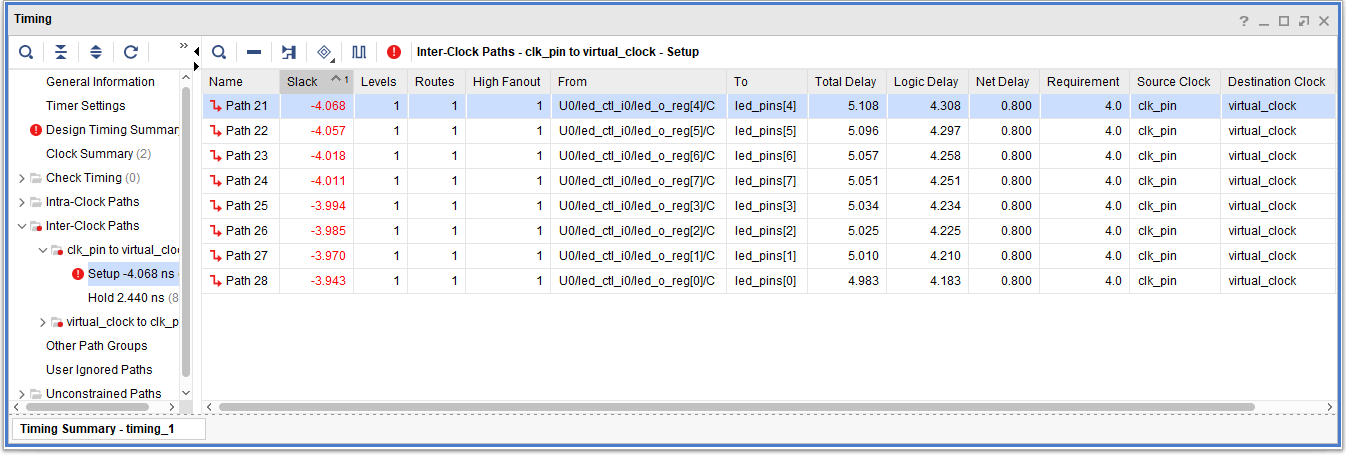 Timing
?
»
Inter-Clock Paths - clk_pin to virtual_clock - Setup
General Information
Timer Settings
Design Timing Summar
Clock Summary (2)
Check Timing (0)
Intra-Clock Paths
Inter-Clock Paths
clk_pin to virtual_cloc
Setup -4.068 ns (
Hold 2.440 ns (8
virtual_clock to clk_p
Other Path Groups
User Ignored Paths
Unconstrained Paths
Name Slack 1 Levels Routes High Fanout From To Total Delay Logic Delay Net Delay Requirement Source Clock Destination Clock
Path 21 -4.068 1 1 1 U0/led_ctl_i0/led_o_reg[4]/C led_pins[4] 5.108 4.308 0.800 4.0 clk_pin virtual_clock
Path 22 -4.057 1 1 1 U0/led_ctl_i0/led_o_reg[5]/C led_pins[5] 5.096 4.297 0.800 4.0 clk_pin virtual_clock
Path 23 -4.018 1 1 1 U0/led_ctl_i0/led_o_reg[6]/C led_pins[6] 5.057 4.258 0.800 4.0 clk_pin virtual_clock
Path 24 -4.011 1 1 1 U0/led_ctl_i0/led_o_reg[7]/C led_pins[7] 5.051 4.251 0.800 4.0 clk_pin virtual_clock
Path 25 -3.994 1 1 1 U0/led_ctl_i0/led_o_reg[3]/C led_pins[3] 5.034 4.234 0.800 4.0 clk_pin virtual_clock
Path 26 -3.985 1 1 1 U0/led_ctl_i0/led_o_reg[2]/C led_pins[2] 5.025 4.225 0.800 4.0 clk_pin virtual_clock
Path 27 -3.970 1 1 1 U0/led_ctl_i0/led_o_reg[1]/C led_pins[1] 5.010 4.210 0.800 4.0 clk_pin virtual_clock
Path 28 -3.943 1 1 1 U0/led_ctl_i0/led_o_reg[0]/C led_pins[0] 4.983 4.183 0.800 4.0 clk_pin virtual_clock
Timing Summary - timing_1